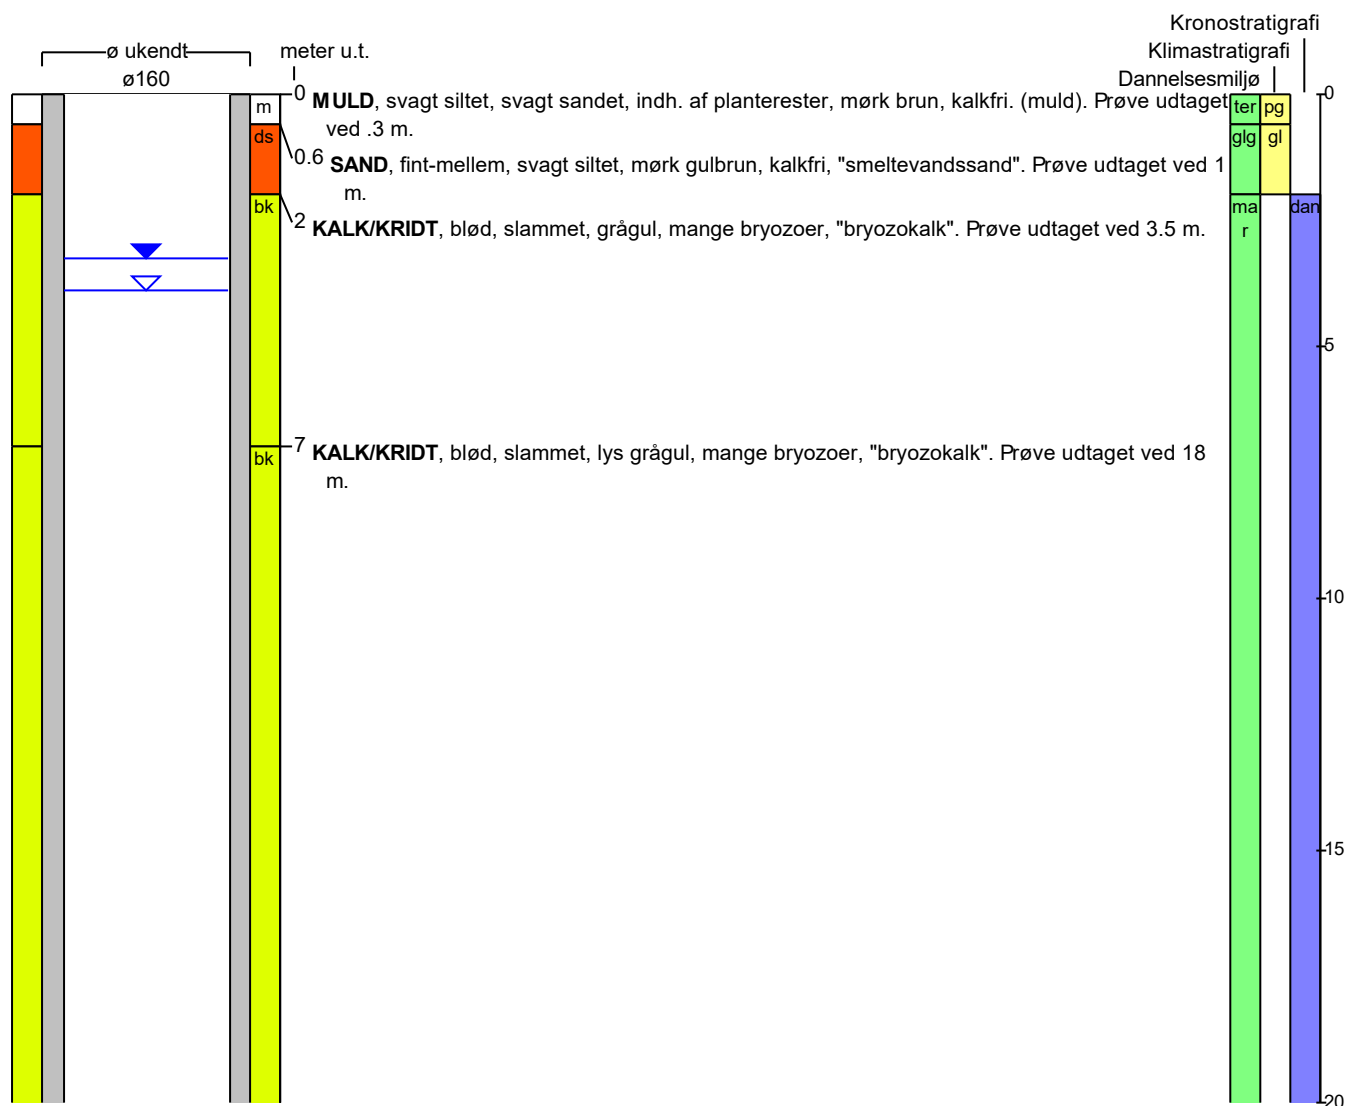 Kronostratigrafi
ø ukendt
meter u.t.
Klimastratigrafi
ø160
Dannelsesmiljø
m
0
MULD, svagt siltet, svagt sandet, indh. af planterester, mørk brun, kalkfri. (muld). Prøve udtaget
ved .3 m.
ter
pg
0
ds
0.6
SAND, fint-mellem, svagt siltet, mørk gulbrun, kalkfri, "smeltevandssand". Prøve udtaget ved 1
m.
glg
gl
bk
2
KALK/KRIDT, blød, slammet, grågul, mange bryozoer, "bryozokalk". Prøve udtaget ved 3.5 m.
ma
r
dan
5
bk
7
KALK/KRIDT, blød, slammet, lys grågul, mange bryozoer, "bryozokalk". Prøve udtaget ved 18
m.
10
15
20